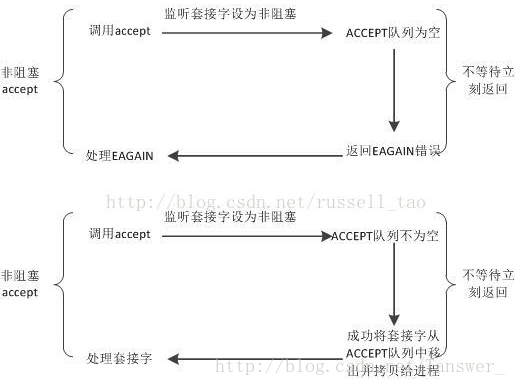 监听套接字设为非阻塞
调用accept
ACCEPT队列为空
非阻塞
accept
不等待立
刻返回
处理EAGAIN
返回EAGAIN错误
http://blog.csdn.net/russell_tao
监听套接字设为非阻塞
调用accept
ACCEPT队列不为空
非阻塞
accept
不等待立
刻返回
成功将套接字从
ACCEPT队列中移
出并拷贝给进程
处理套接字
http://blog.csdn.net/
answer_